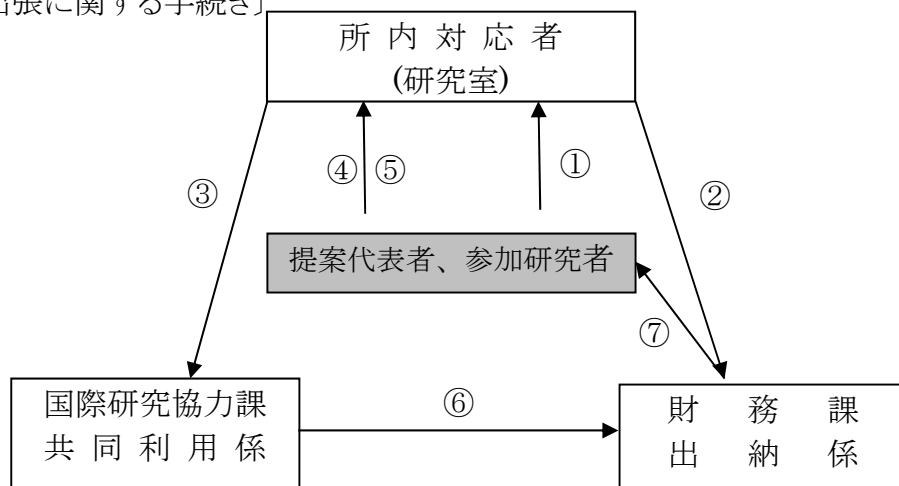 出張に関する手続き〕
所内対応者
(研究室)
④ ⑤
①
③
②
提案代表者、参加研究者
⑦
国際研究協力課
共同利用係
⑥
財務課
出納係